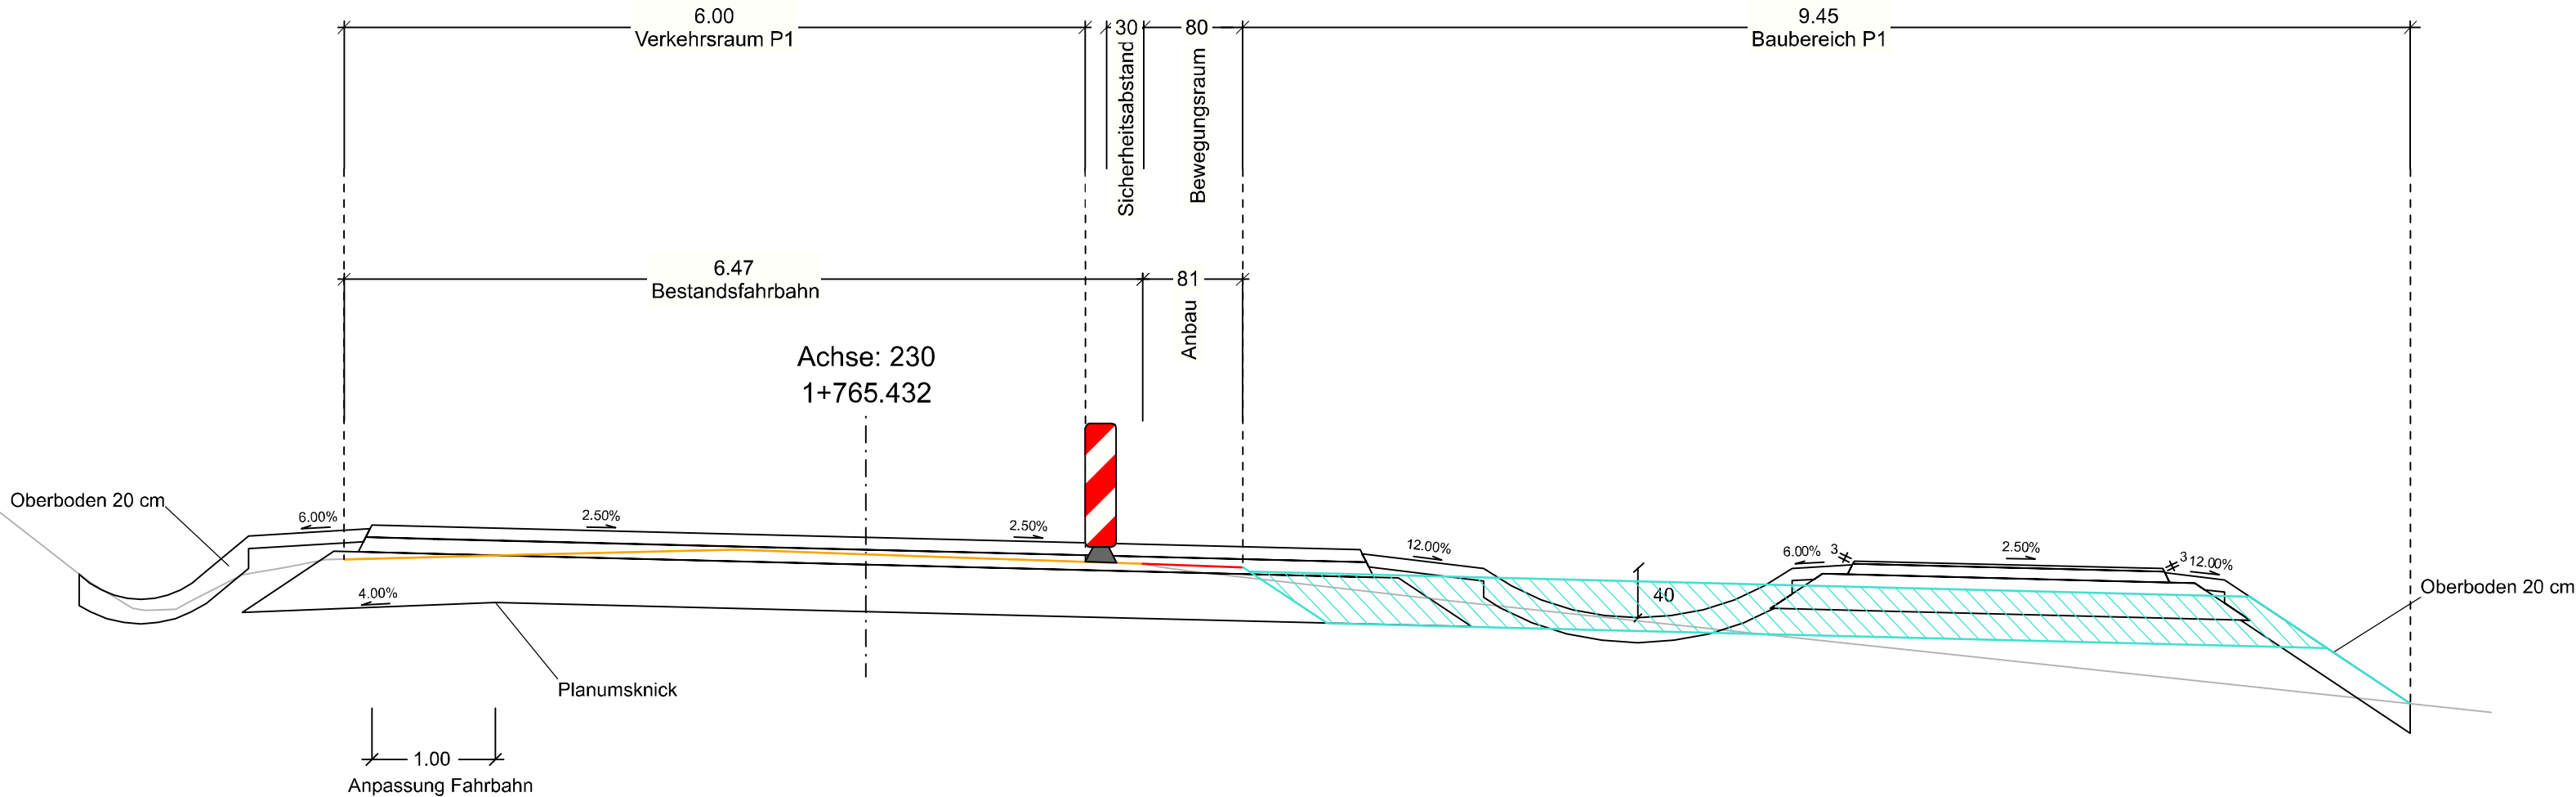 6.00
Verkehrsraum P1
30
Sicherheitsabstand
80
Bewegungsraum
9.45
Baubereich P1
6.47
Bestandsfahrbahn
81
Anbau
Achse: 230
1+765.432
Oberboden 20 cm
6.00%
2.50%
2.50%
12.00%
6.00%
3
2.50%
3
12.00%
40
Oberboden 20 cm
4.00%
Planumsknick
1.00
Anpassung Fahrbahn